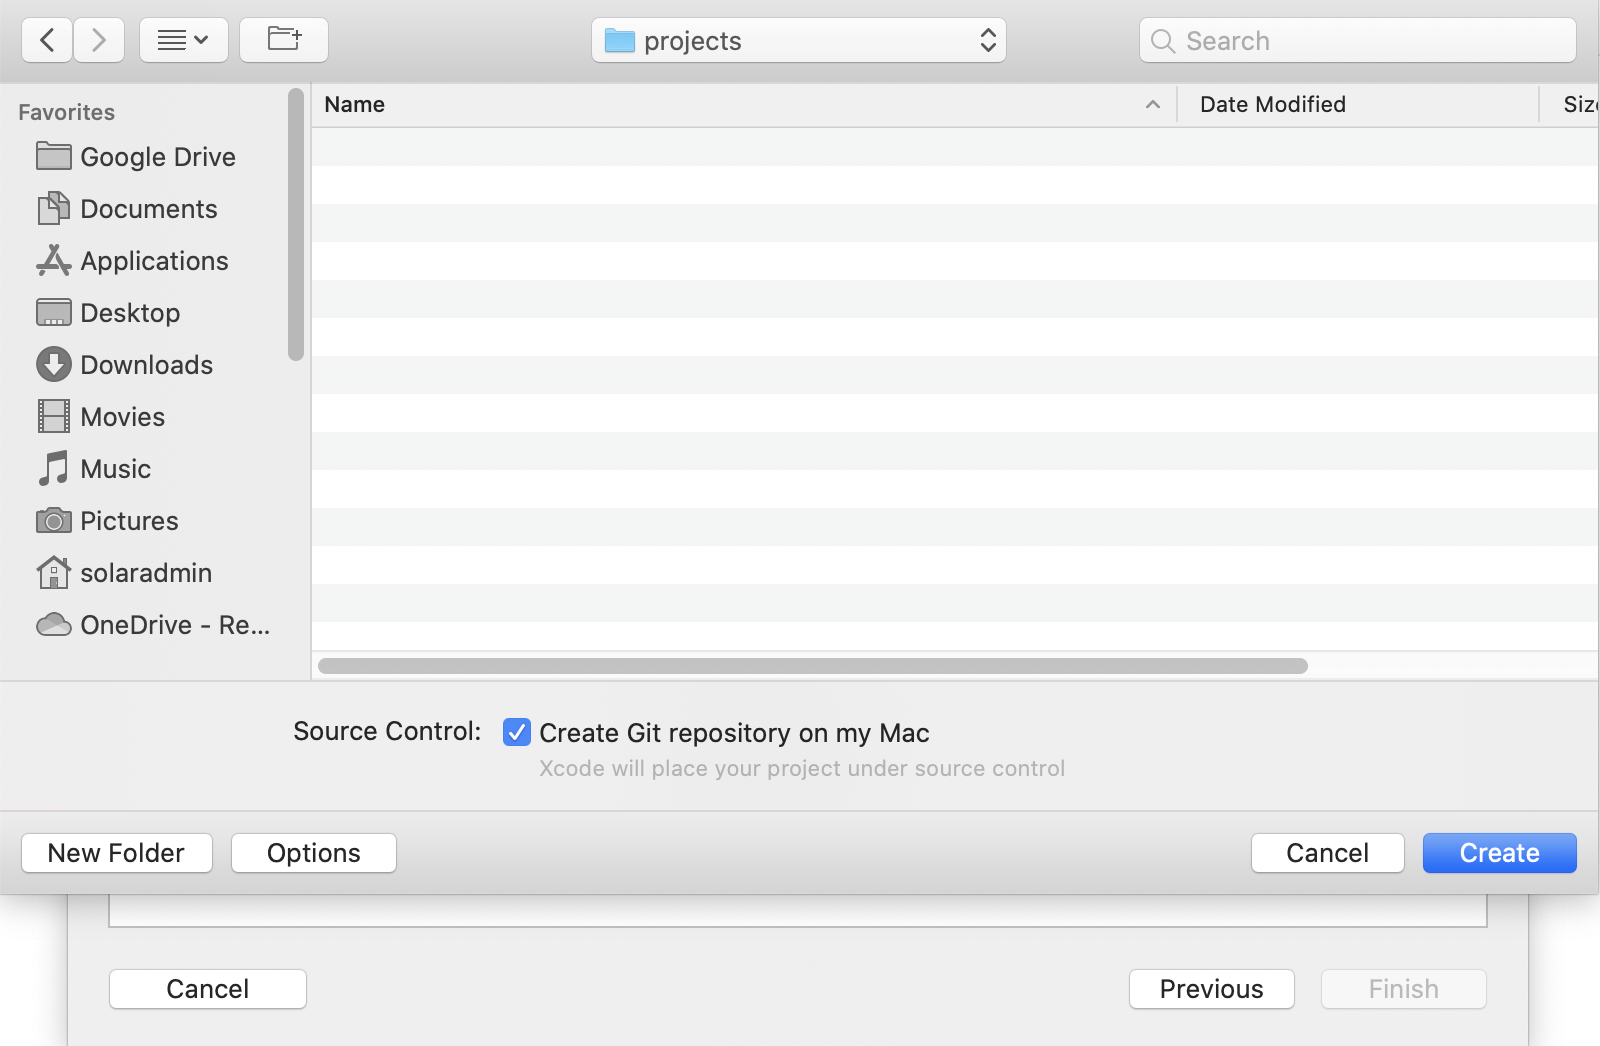 projects
Search
Favorites
Google Drive
Documents
Applications
Desktop
Downloads
Movies
Music
Pictures
solaradmin
OneDrive - Re...
Name
Date Modified
Siz
Source Control:
Create Git repository on my Mac
Xcode will place your project under source control
New Folder
Options
Cancel
Create
Cancel
Previous
Finish